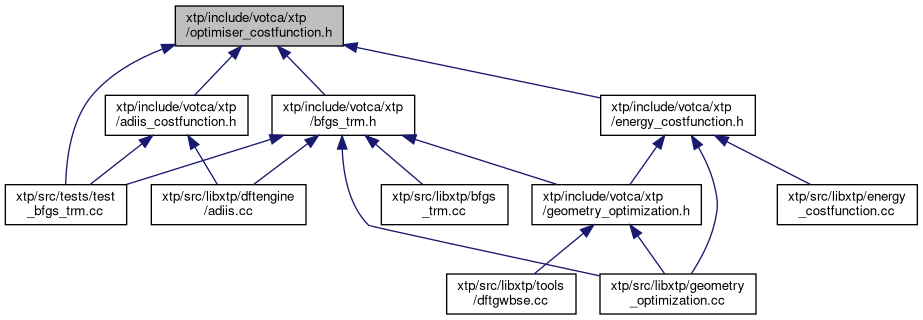 xtp/include/votca/xtp
/optimiser_costfunction.h
xtp/include/votca/xtp
/adiis_costfunction.h
xtp/include/votca/xtp
/bfgs_trm.h
xtp/include/votca/xtp
/energy_costfunction.h
xtp/src/tests/test
_bfgs_trm.cc
xtp/src/libxtp/dftengine
/adiis.cc
xtp/src/libxtp/bfgs
_trm.cc
xtp/include/votca/xtp
/geometry_optimization.h
xtp/src/libxtp/energy
_costfunction.cc
xtp/src/libxtp/tools
/dftgwbse.cc
xtp/src/libxtp/geometry
_optimization.cc